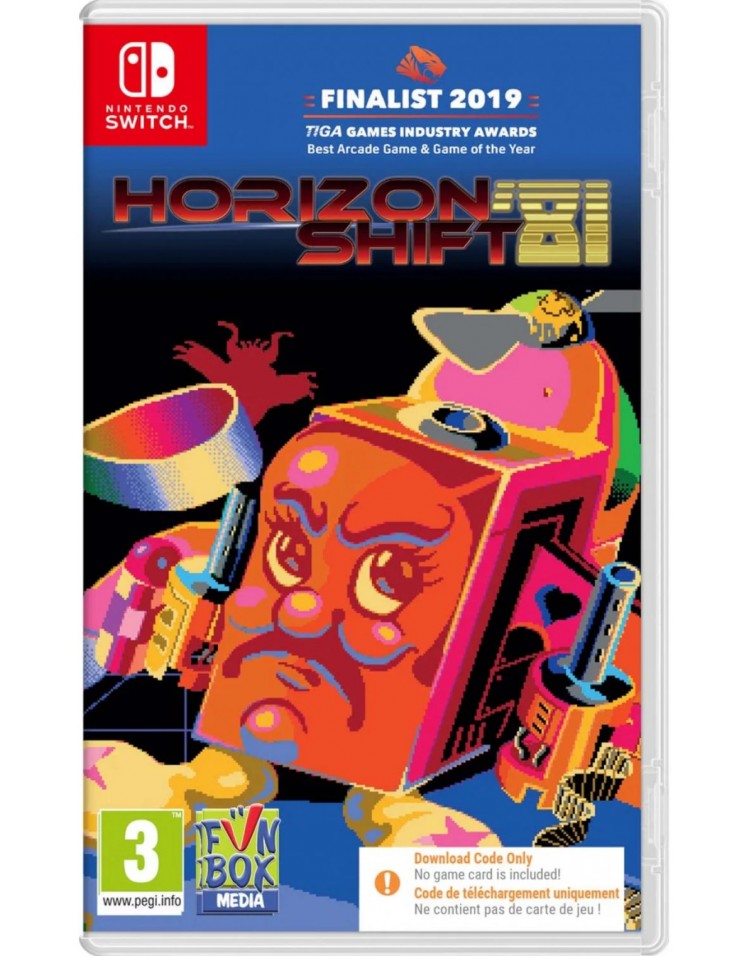 NINTENDO
SWITCH™
FINALIST 2019
TIGA GAMES INDUSTRY AWARDS
Best Arcade Game & Game of the Year
HORIZON
SHIFT '81
3™
www.pegi.info
FUN
BOX
MEDIA
Download Code Only
No game card is included!
Code de téléchargement uniquement
Ne contient pas de carte de jeu !